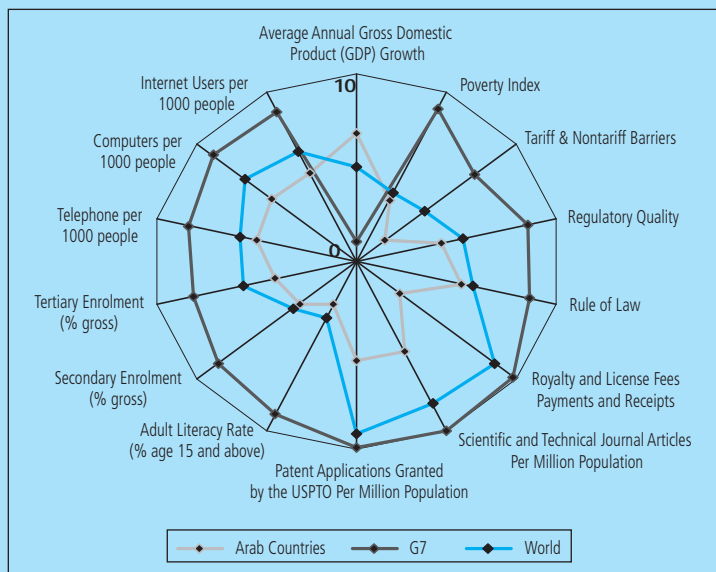 Average Annual Gross Domestic
Product (GDP) Growth
10
0
Poverty Index
Tariff & Nontariff Barriers
Regulatory Quality
Rule of Law
Royalty and License Fees
Payments and Receipts
Scientific and Technical Journal Articles
Per Million Population
Patent Applications Granted
by the USPTO Per Million Population
Adult Literacy Rate
(% age 15 and above)
Secondary Enrolment
(% gross)
Tertiary Enrolment
(% gross)
Telephone per
1000 people
Computers per
1000 people
Internet Users per
1000 people
Arab Countries
G7
World